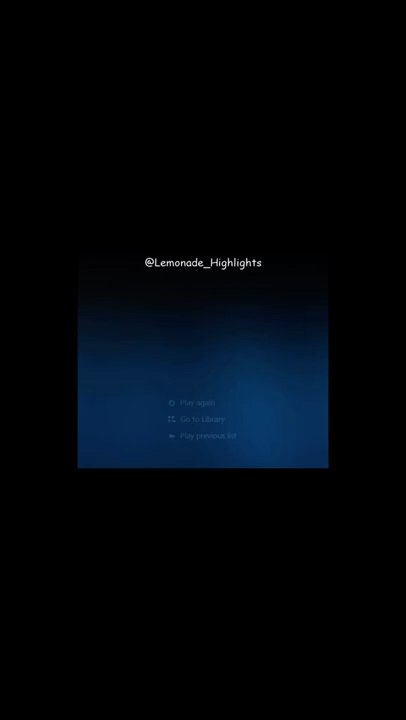 @Lemonade_Highlights
Play again
Go to Library
Play previous list